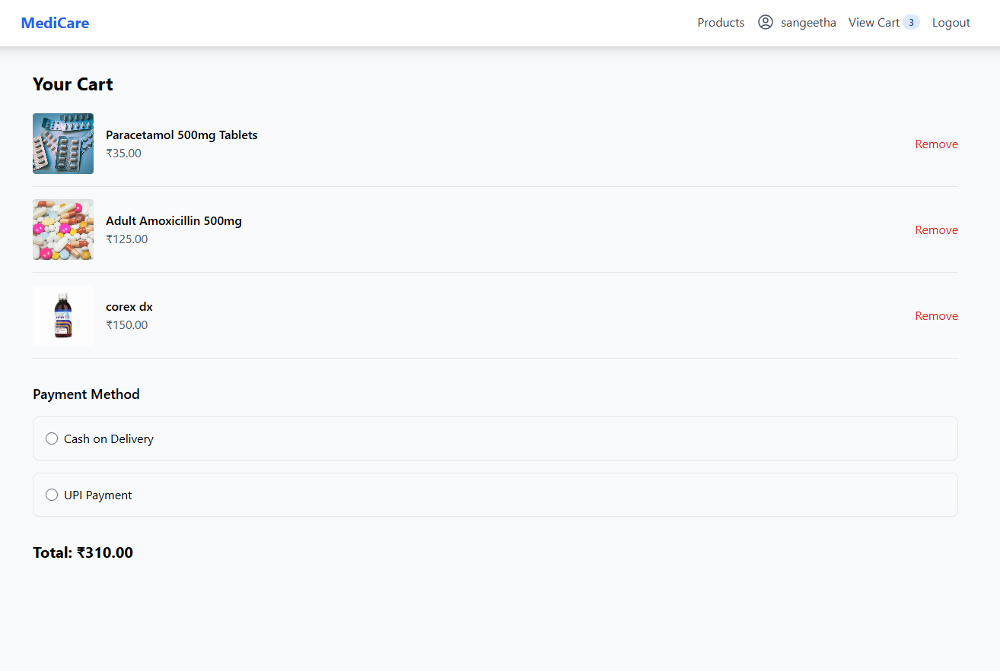 MediCare
Products sangeetha View Cart 3 Logout
Your Cart
Paracetamol 500mg Tablets
₹35.00
Remove
Adult Amoxicillin 500mg
₹125.00
Remove
corex dx
₹150.00
Remove
Payment Method
Cash on Delivery
UPI Payment
Total: ₹310.00